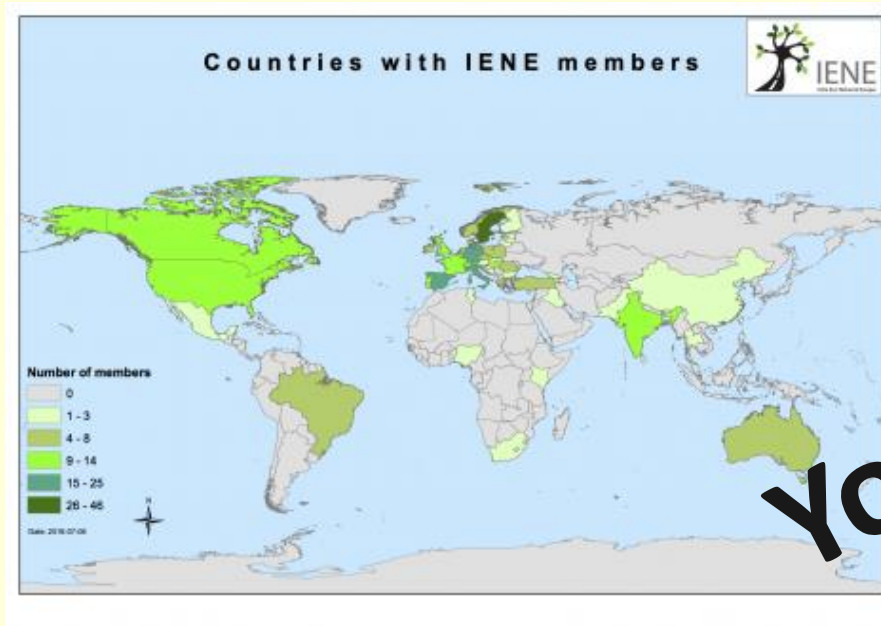 Countries with IENE members
IENE
Number of members
0
1 - 3
4 - 8
9 - 14
15 - 25
26 - 46
N
YO